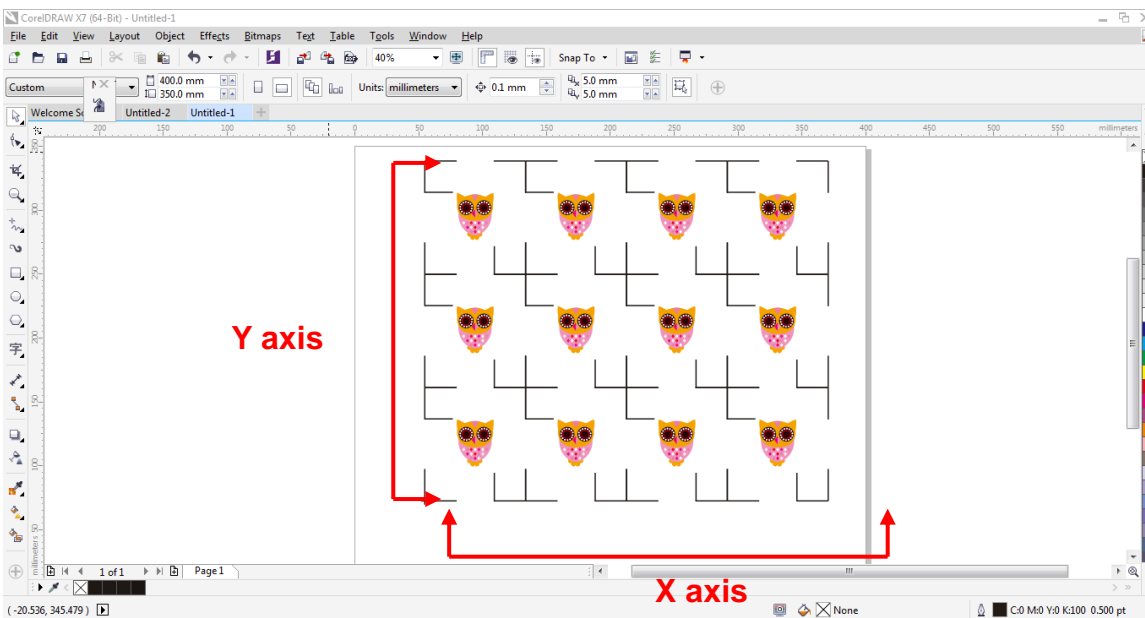 CorelDRAW X7 (64-Bit) - Untitled-1
File Edit View Layout Object Effects Bitmaps Text Table Tools Window Help
40% Snap To
Custom 400.0 mm 350.0 mm Units: millimeters 0.1 mm 5.0 mm 5.0 mm
Untitled-2 Untitled-1
200 150 100 50 0 50 100 150 200 250 300 350 400 450 500 550 millimeters
Y axis
X axis
millimeters
1 of 1 Page 1
( -20.536, 345.479 ) None C:0 M:0 Y:0 K:100 0.500 pt